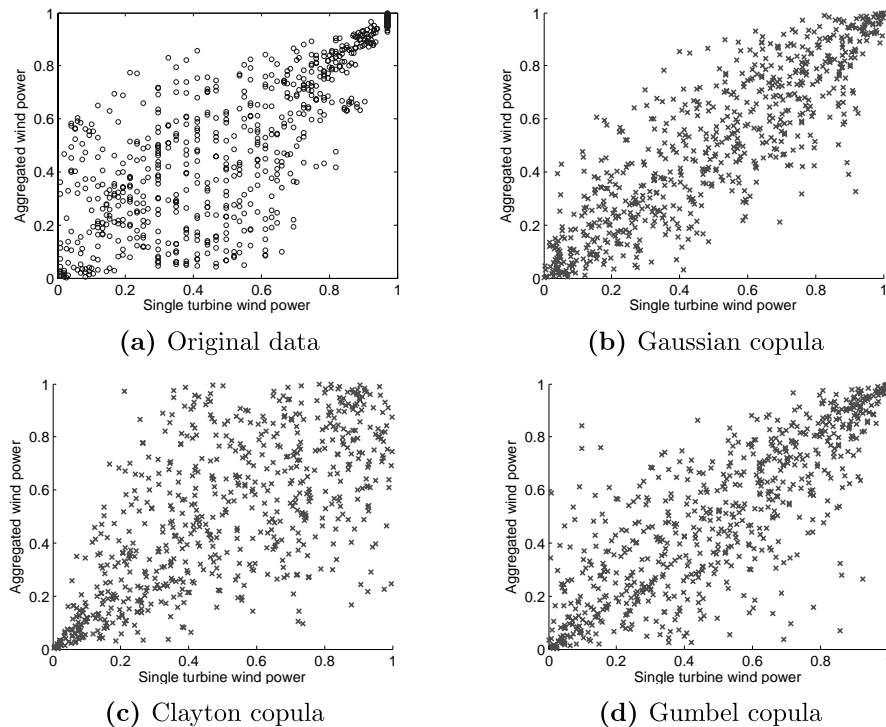 1
0.8
0.6
0.4
0.2
0
0 0.2 0.4 0.6 0.8 1
Aggregated wind power
Single turbine wind power
(a) Original data
1
0.8
0.6
0.4
0.2
0
0 0.2 0.4 0.6 0.8 1
Aggregated wind power
Single turbine wind power
(b) Gaussian copula
1
0.8
0.6
0.4
0.2
0
0 0.2 0.4 0.6 0.8 1
Aggregated wind power
Single turbine wind power
(c) Clayton copula
1
0.8
0.6
0.4
0.2
0
0 0.2 0.4 0.6 0.8
Aggregated wind power
Single turbine wind power
(d) Gumbel copula